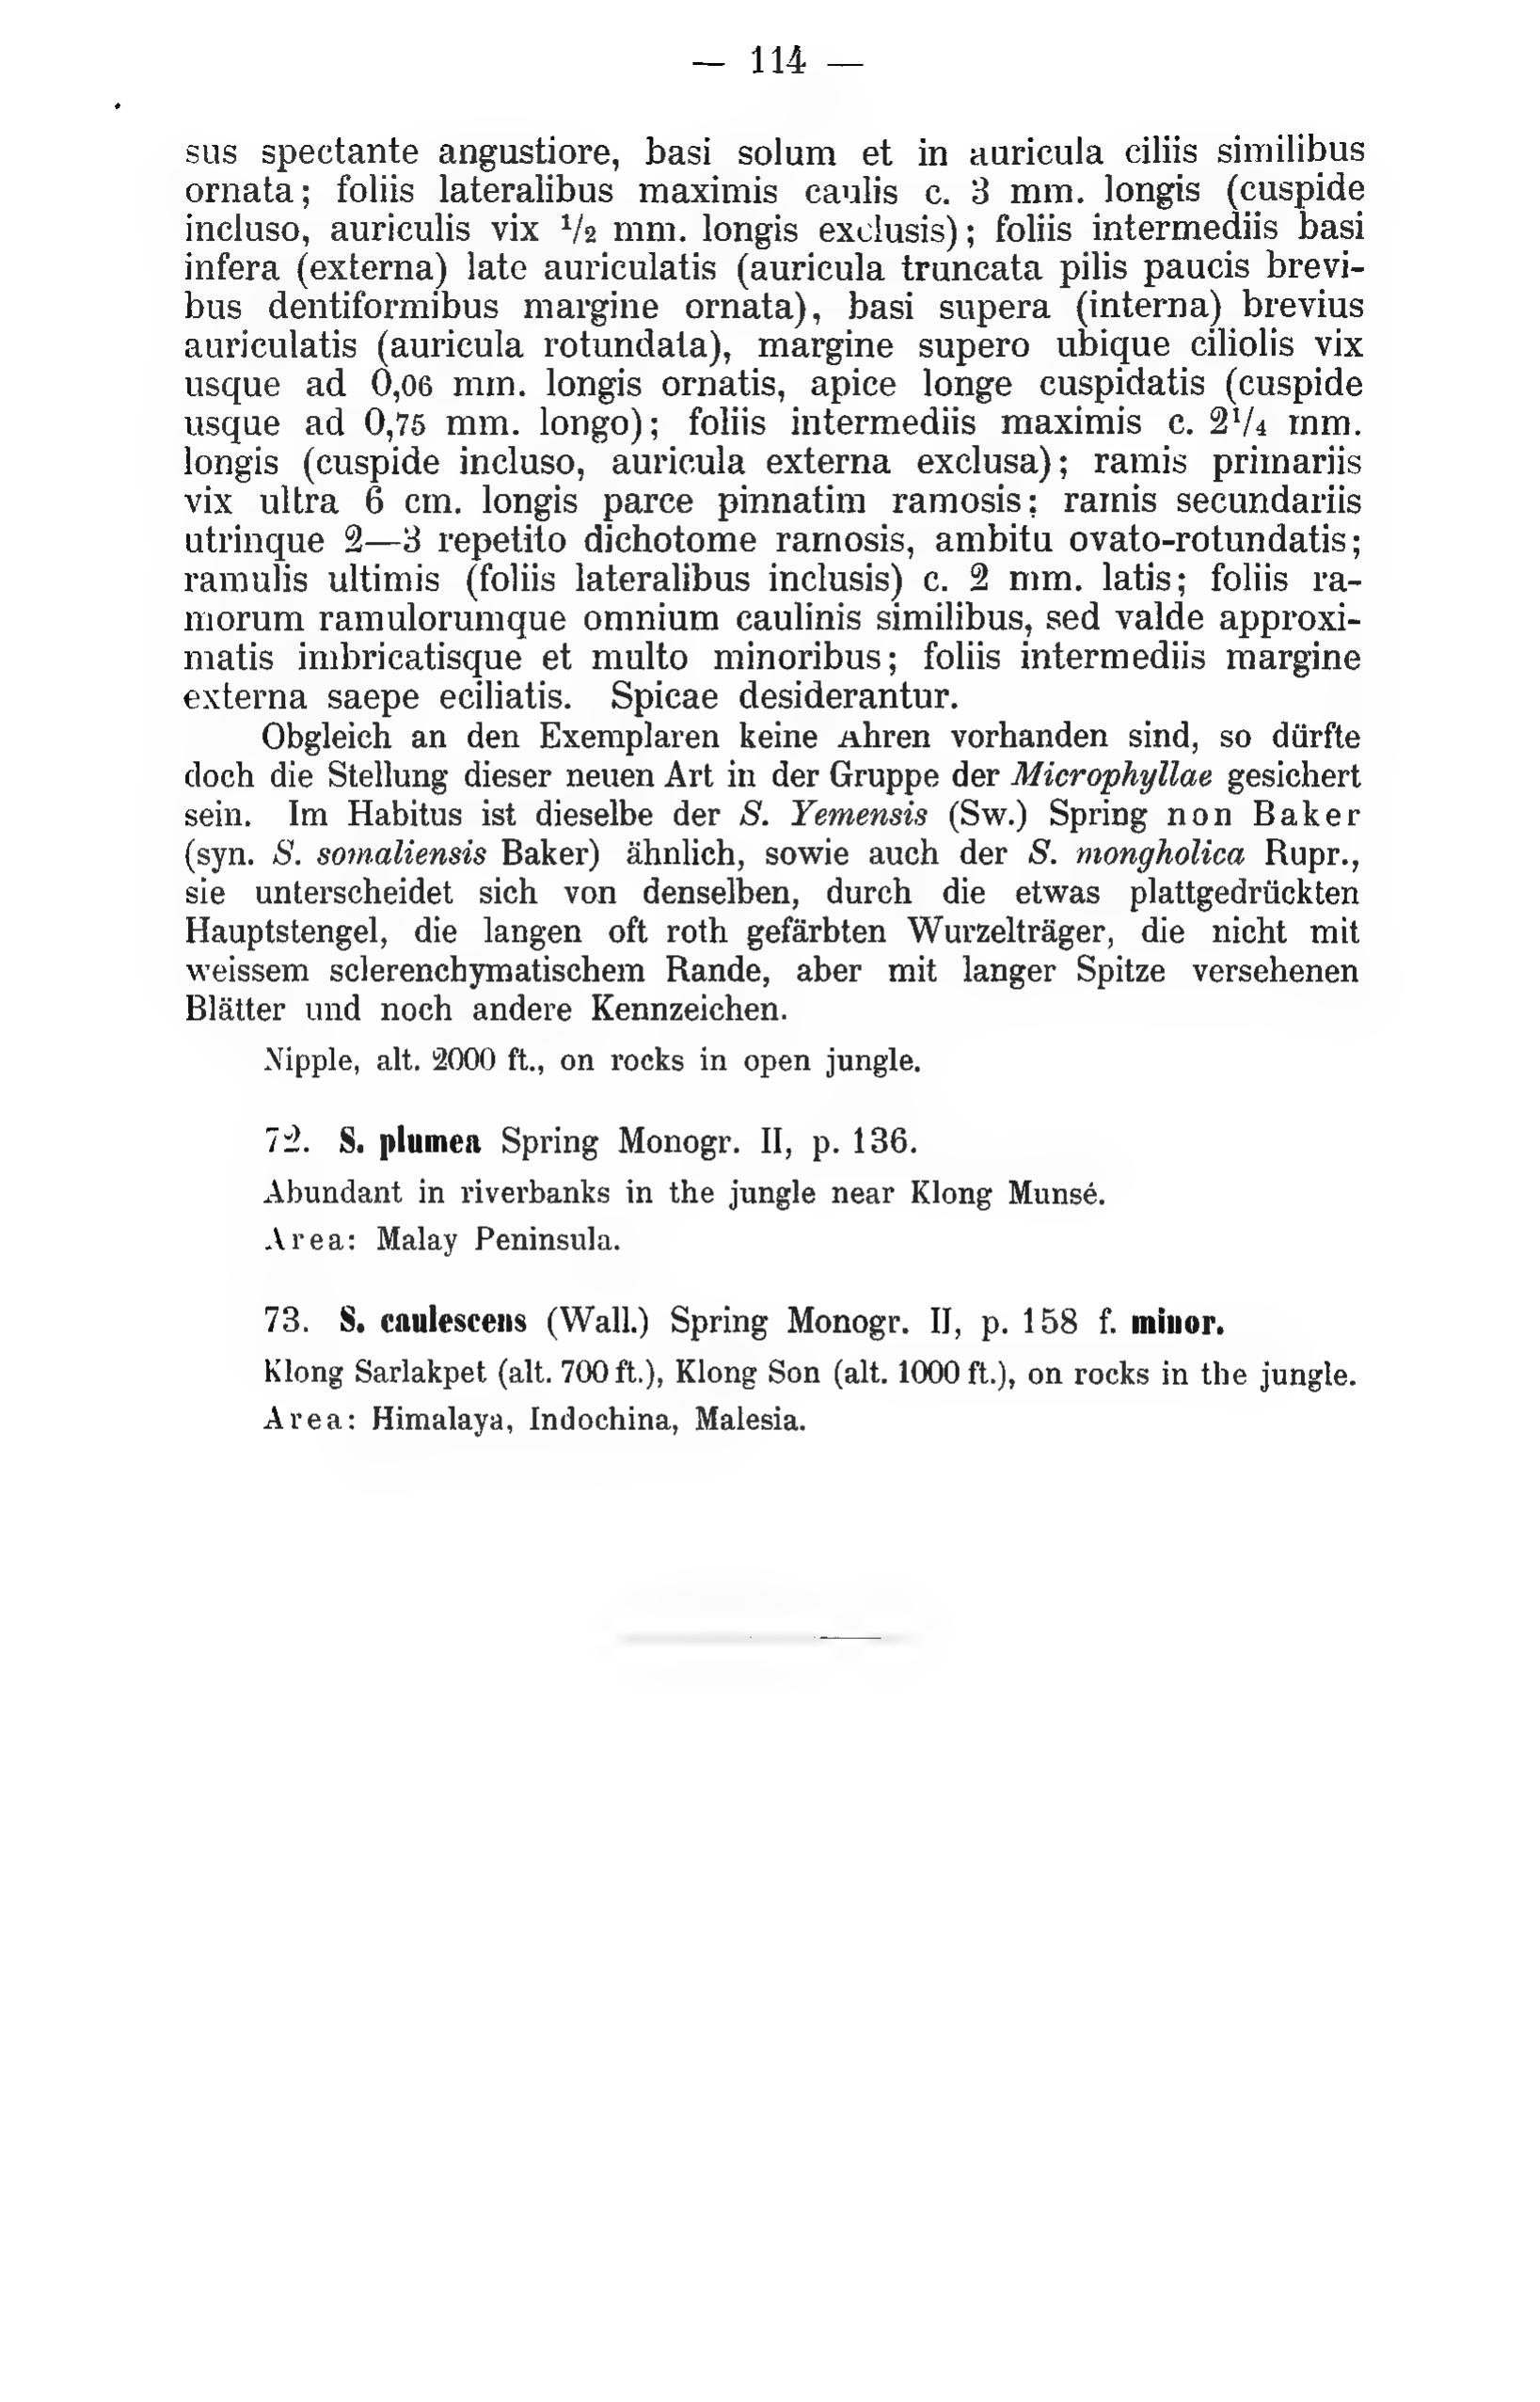 — 114 —
sus spectante angustiore, basi solum et in auricula ciliis similibus
ornata; foliis lateralibus maximis caulis c. 3 mm. longis (cuspide
incluso, auriculis vix 1/2 mm. longis exclusis); foliis intermediis basi
infera (externa) late auriculatis (auricula truncata pilis paucis brevi-
bus dentiformibus margine ornata), basi supera (interna) brevius
auriculatis (auricula rotundata), margine supero ubique ciliolis vix
usque ad 0,06 mm. longis ornatis, apice longe cuspidatis (cuspide
usque ad 0,75 mm. longo); foliis intermediis maximis c. 2 1/4 mm.
longis (cuspide incluso, auricula externa exclusa); ramis primariis
vix ultra 6 cm. longis parce pinnatim ramosis; ramis secundariis
utrinque 2—3 repetito dichotome ramosis, ambitu ovato-rotundatis;
ramulis ultimis (foliis lateralibus inclusis) c. 2 mm. latis; foliis ra-
morum ramulorumque omnium caulinis similibus, sed valde approxi-
matis imbricatisque et multo minoribus; foliis intermediis margine
externa saepe eciliatis. Spicae desiderantur.
Obgleich an den Exemplaren keine Ahren vorhanden sind, so dürfte
doch die Stellung dieser neuen Art in der Gruppe der Microphyllae gesichert
sein. Im Habitus ist dieselbe der S. Yemensis (Sw.) Spring non Baker
(syn. S. somaliensis Baker) ähnlich, sowie auch der S. mongholica Rupr.,
sie unterscheidet sich von denselben, durch die etwas plattgedrückten
Hauptstengel, die langen oft roth gefärbten Wurzelträger, die nicht mit
weissem sclerenchymatischem Rande, aber mit langer Spitze versehenen
Blätter und noch andere Kennzeichen.
Nipple, alt. 2000 ft., on rocks in open jungle.
72. S. plumea Spring Monogr. II, p. 136.
Abundant in riverbanks in the jungle near Klong Munsé.
Area: Malay Peninsula.
73. S. caulescens (Wall.) Spring Monogr. II, p. 158 f. minor.
Klong Sarlakpet (alt. 700 ft.), Klong Son (alt. 1000 ft.), on rocks in the jungle.
Area: Himalaya, Indochina, Malesia.